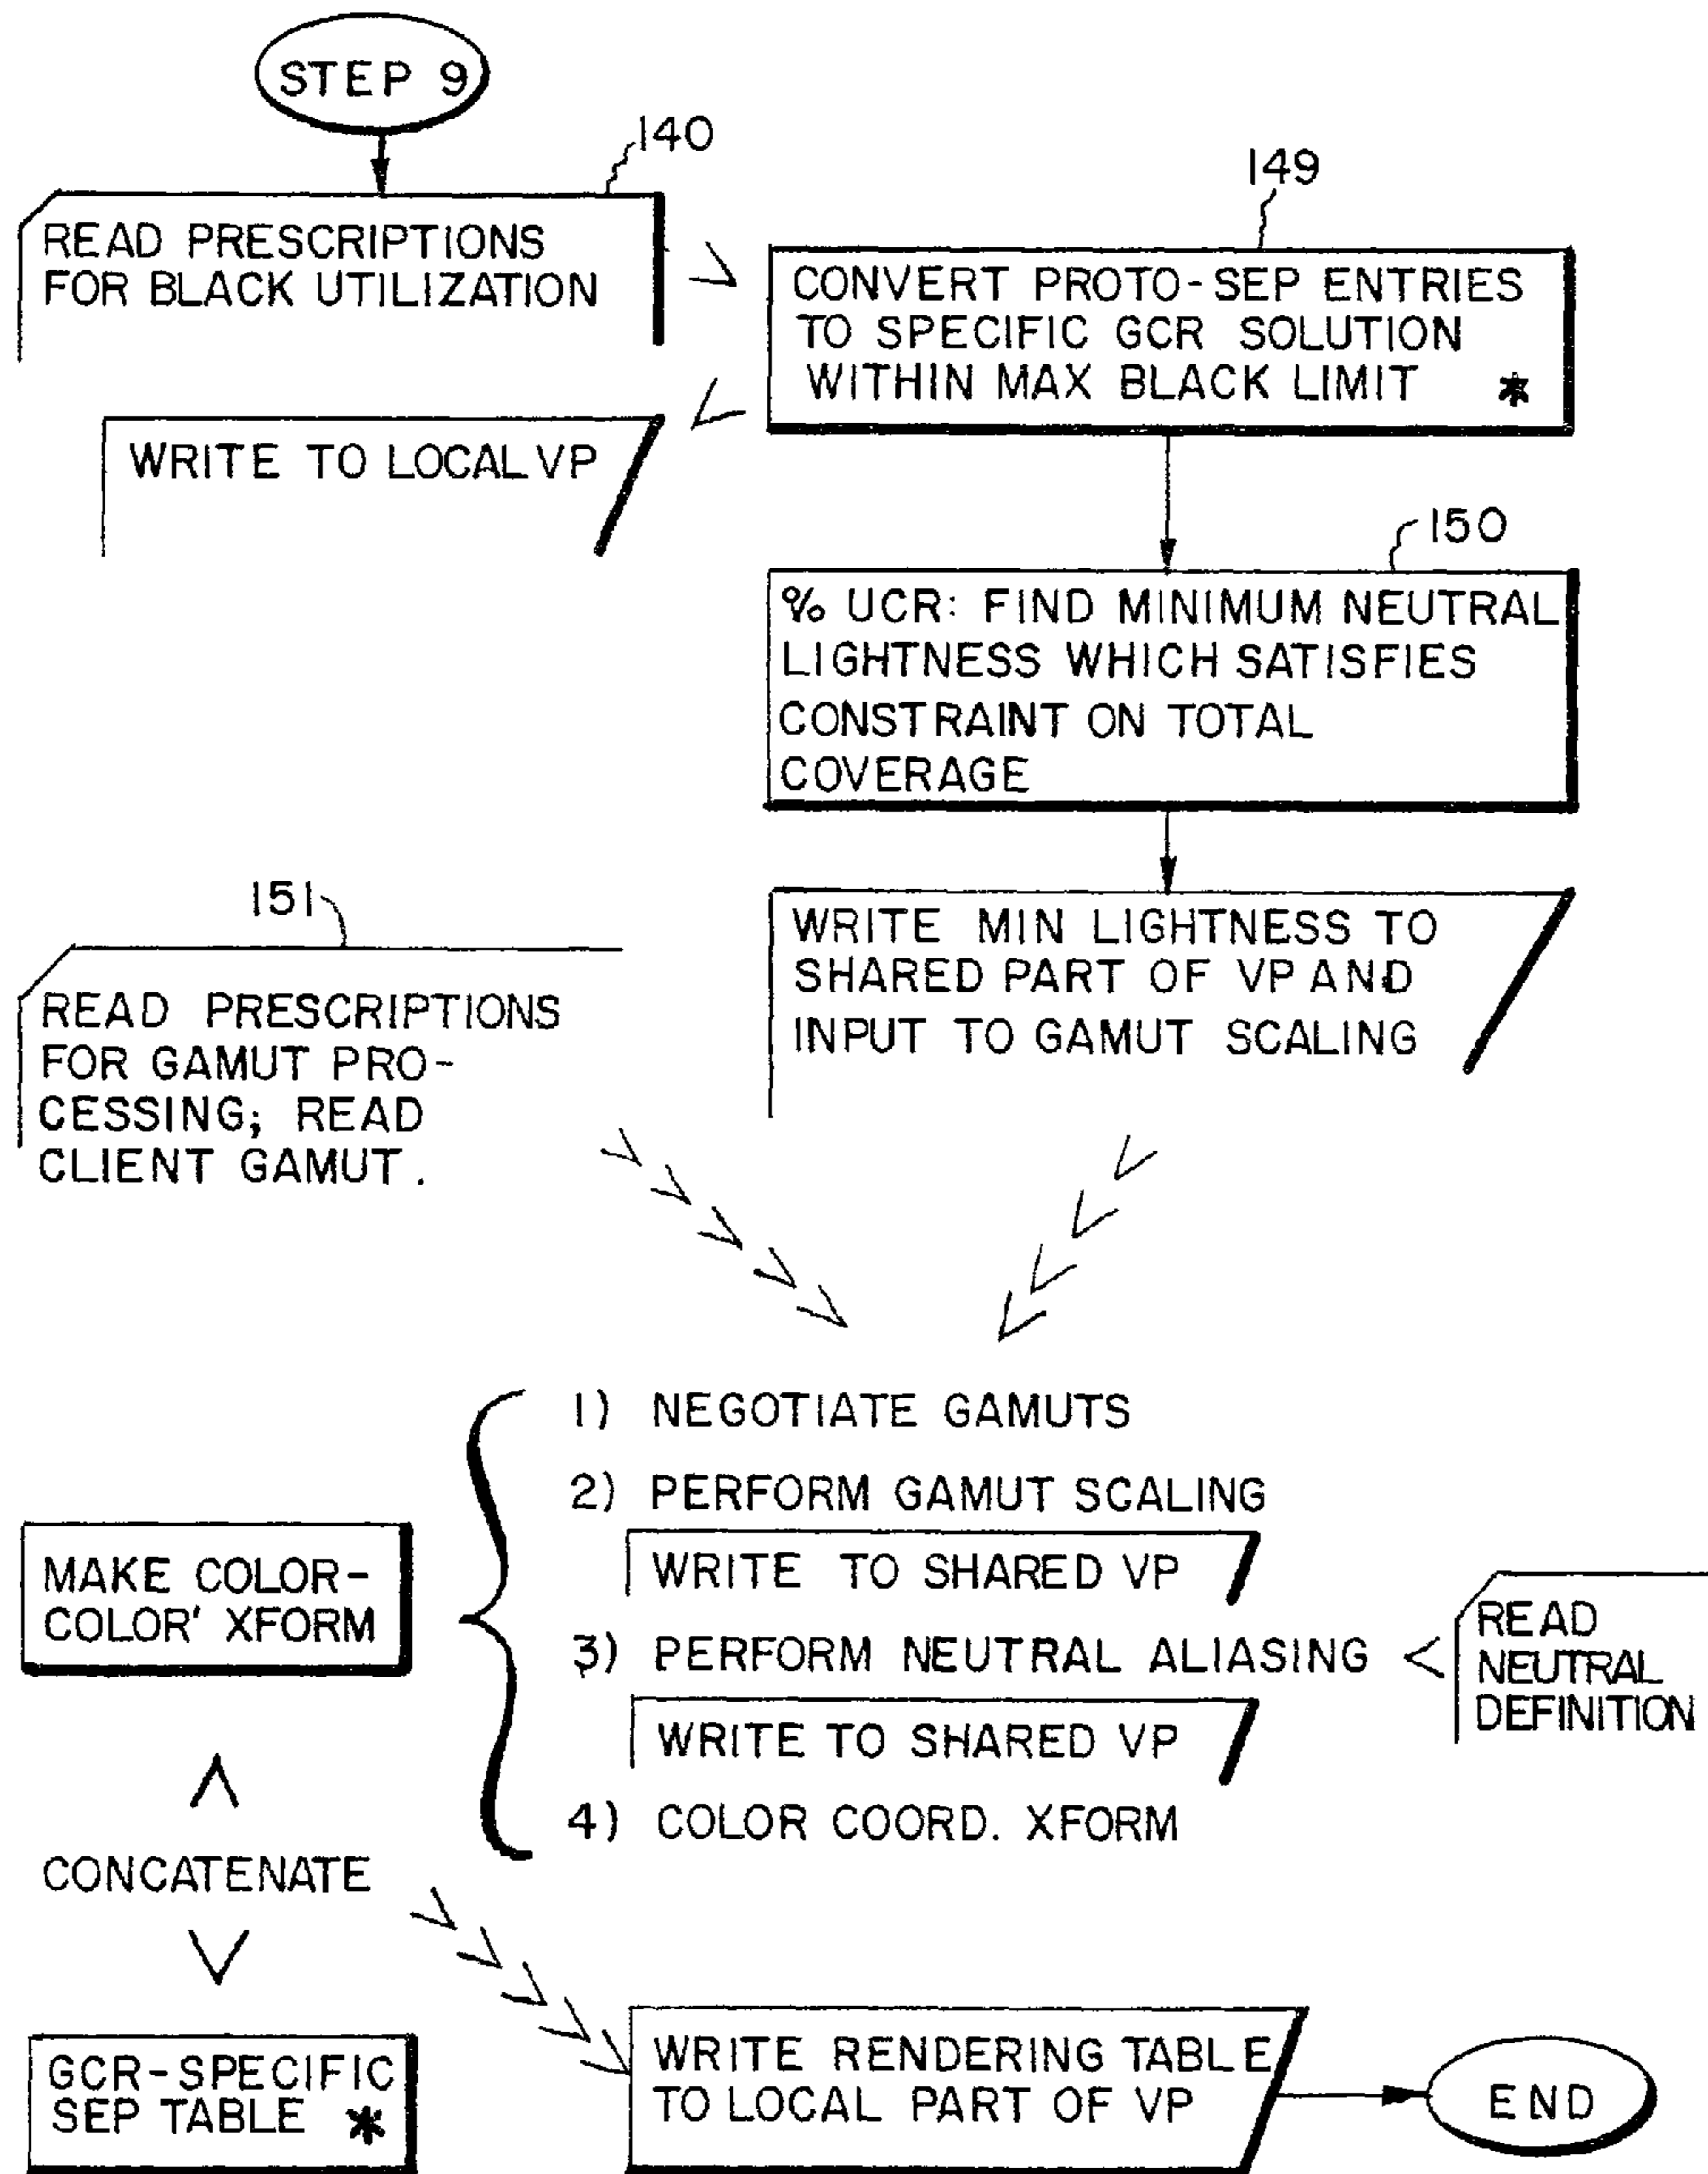 STEP 9
140
READ PRESCRIPTIONS
FOR BLACK UTILIZATION
149
CONVERT PROTO-SEP ENTRIES
TO SPECIFIC GCR SOLUTION
WITHIN MAX BLACK LIMIT *
WRITE TO LOCAL VP
150
% UCR: FIND MINIMUM NEUTRAL
LIGHTNESS WHICH SATISFIES
CONSTRAINT ON TOTAL
COVERAGE
WRITE MIN LIGHTNESS TO
SHARED PART OF VP AND
INPUT TO GAMUT SCALING
151
READ PRESCRIPTIONS
FOR GAMUT PRO-
CESSING; READ
CLIENT GAMUT.
1) NEGOTIATE GAMUTS
2) PERFORM GAMUT SCALING
WRITE TO SHARED VP
3) PERFORM NEUTRAL ALIASING
READ
NEUTRAL
DEFINITION
WRITE TO SHARED VP
4) COLOR COORD. XFORM
MAKE COLOR-
COLOR' XFORM
CONCATENATE
GCR-SPECIFIC
SEP TABLE *
WRITE RENDERING TABLE
TO LOCAL PART OF VP
END